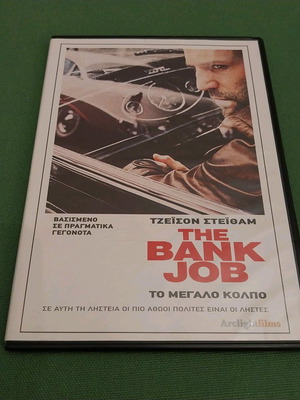 ΒΑΣΙΣΜΕΝΟ
ΣΕ ΠΡΑΓΜΑΤΙΚΑ
ΓΕΓΟΝΟΤΑ
ΤΖΕΪΣΟΝ ΣΤΕΪΘΑΜ
THE
BANK
JOB
ΤΟ ΜΕΓΑΛΟ ΚΟΛΠΟ
ΣΕ ΑΥΤΗ ΤΗ ΛΗΣΤΕΙΑ ΟΙ ΠΙΟ ΑΘΩΟΙ ΠΟΛΙΤΕΣ ΕΙΝΑΙ ΟΙ ΛΗΣΤΕΣ
Arclightfilms